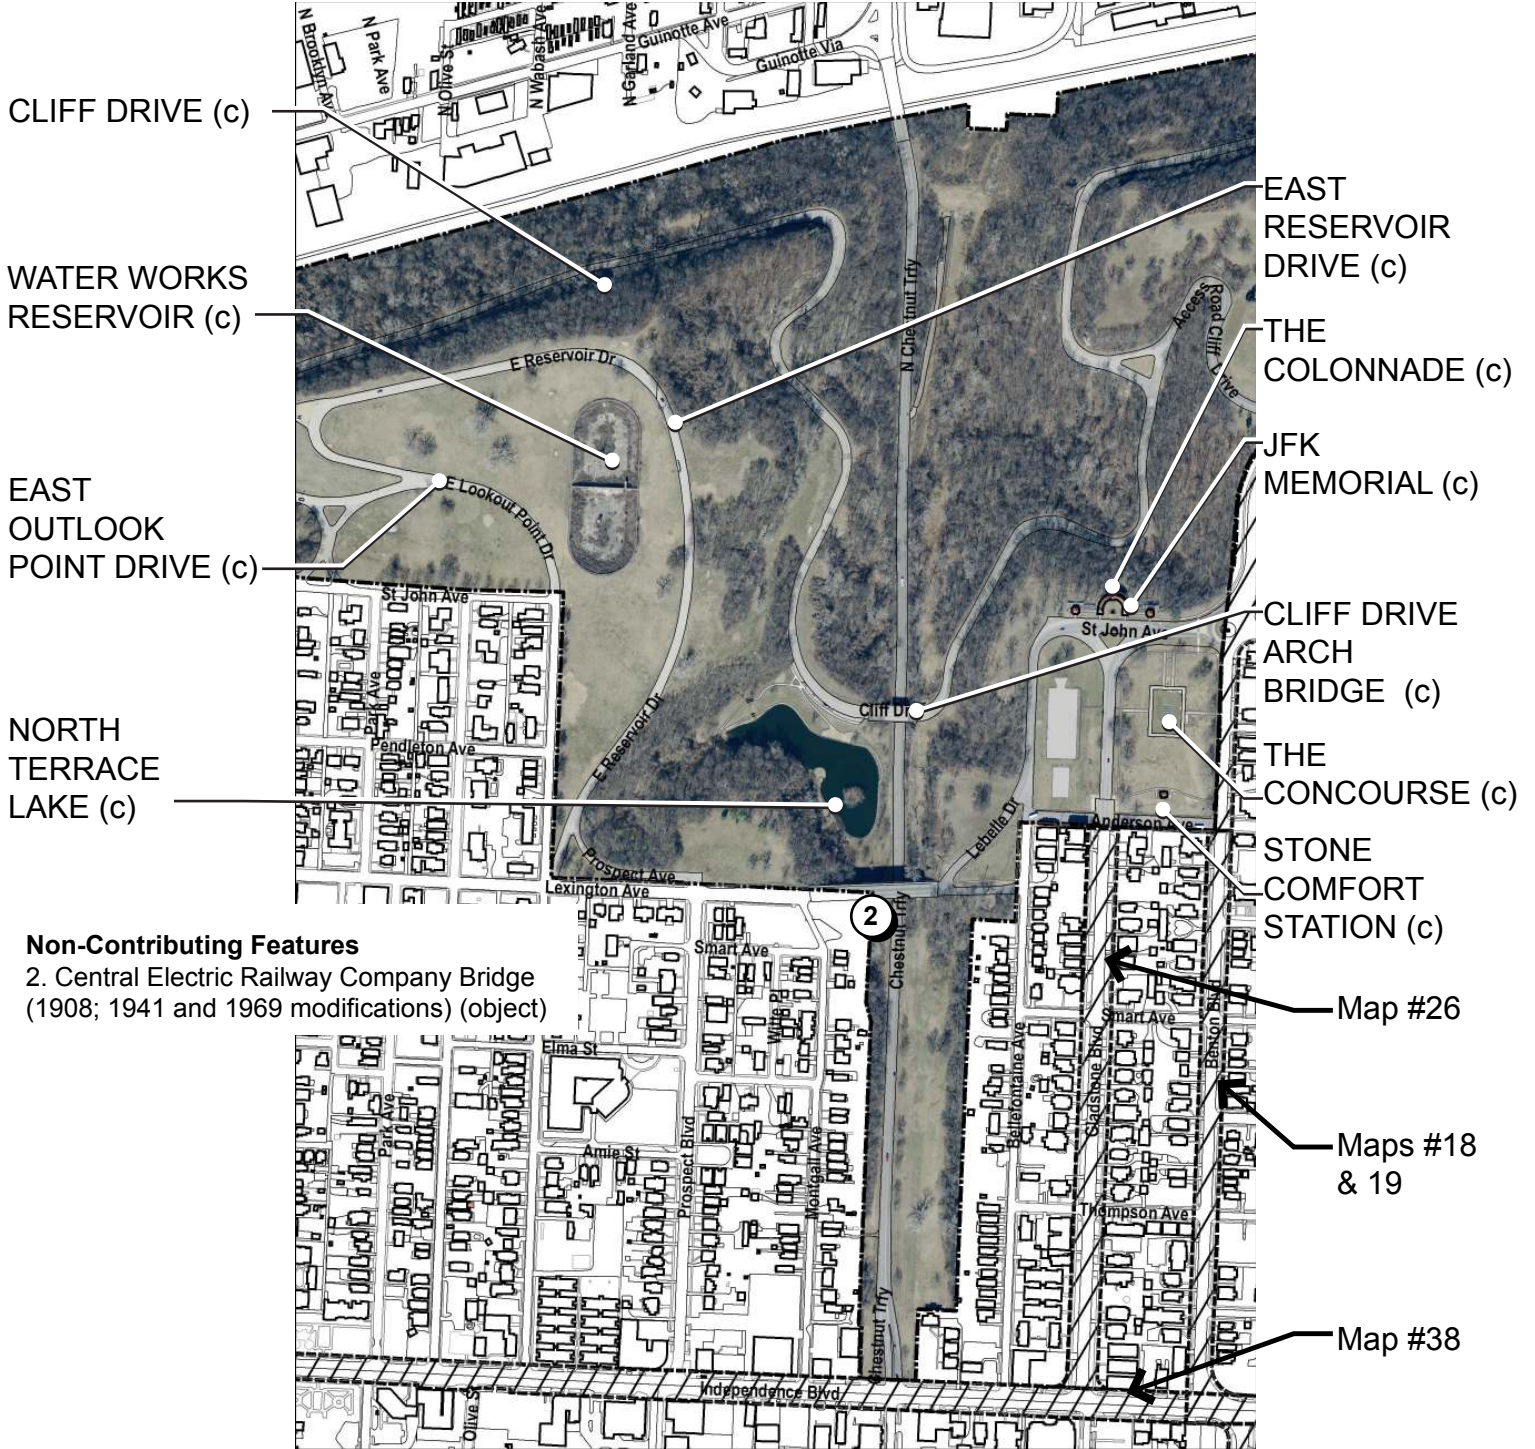 N Brooklyn Av
N Park Ave
N Olive St
N Wabash Ave
N Garland Ave
Guinotte Ave
Guinotte Via
CLIFF DRIVE (c)
WATER WORKS
RESERVOIR (c)
EAST
OUTLOOK
POINT DRIVE (c)
NORTH
TERRACE
LAKE (c)
EAST
RESERVOIR
DRIVE (c)
THE
COLONNADE (c)
JFK
MEMORIAL (c)
CLIFF DRIVE
ARCH
BRIDGE (c)
THE
CONCOURSE (c)
STONE
COMFORT
STATION (c)
Map #26
Maps #18
& 19
Map #38
N Chestnut Trfy
Access
Road Cliff
Drive
E Reservoir Dr
E Lookout Point Dr
St John Ave
St John Ave
Park Ave
Pendleton Ave
E Reservoir Dr
Cliff Dr
Lebelle Dr
Anderson Ave
Prospect Ave
Lexington Ave
2
Chestnut Trfy
Smart Ave
Non-Contributing Features
2. Central Electric Railway Company Bridge
(1908; 1941 and 1969 modifications) (object)
Witte Pl
Smart Ave
Elma St
Bellefontaine Ave
Gladstone Blvd
Benton Blvd
Park Ave
Amie St
Prospect Blvd
Montgall Ave
Thompson Ave
Chestnut Trfy
Independence Blvd
Olive S